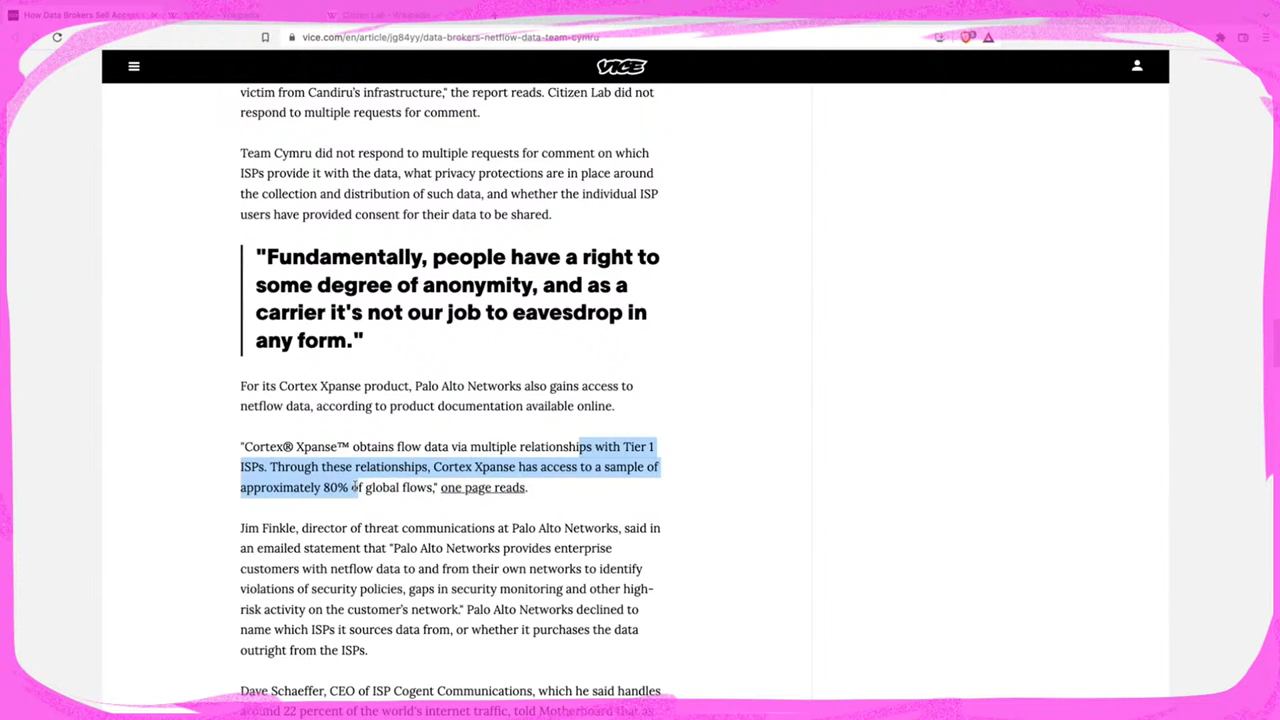 How Data Brokers Sell Access
Citizen Lab - Wikipedia
vice.com/en/article/jg84yy/data-brokers-netflow-data-team-cymru
VICE
victim from Candiru's infrastructure," the report reads. Citizen Lab did not
respond to multiple requests for comment.
Team Cymru did not respond to multiple requests for comment on which
ISPs provide it with the data, what privacy protections are in place around
the collection and distribution of such data, and whether the individual ISP
users have provided consent for their data to be shared.
"Fundamentally, people have a right to
some degree of anonymity, and as a
carrier it's not our job to eavesdrop in
any form."
For its Cortex Xpanse product, Palo Alto Networks also gains access to
netflow data, according to product documentation available online.
"Cortex® Xpanse™ obtains flow data via multiple relationships with Tier 1
ISPs. Through these relationships, Cortex Xpanse has access to a sample of
approximately 80% of global flows," one page reads.
Jim Finkle, director of threat communications at Palo Alto Networks, said in
an emailed statement that "Palo Alto Networks provides enterprise
customers with netflow data to and from their own networks to identify
violations of security policies, gaps in security monitoring and other high-
risk activity on the customer's network." Palo Alto Networks declined to
name which ISPs it sources data from, or whether it purchases the data
outright from the ISPs.
Dave Schaeffer, CEO of ISP Cogent Communications, which he said handles
around 22 percent of the world's internet traffic, told Motherboard that as